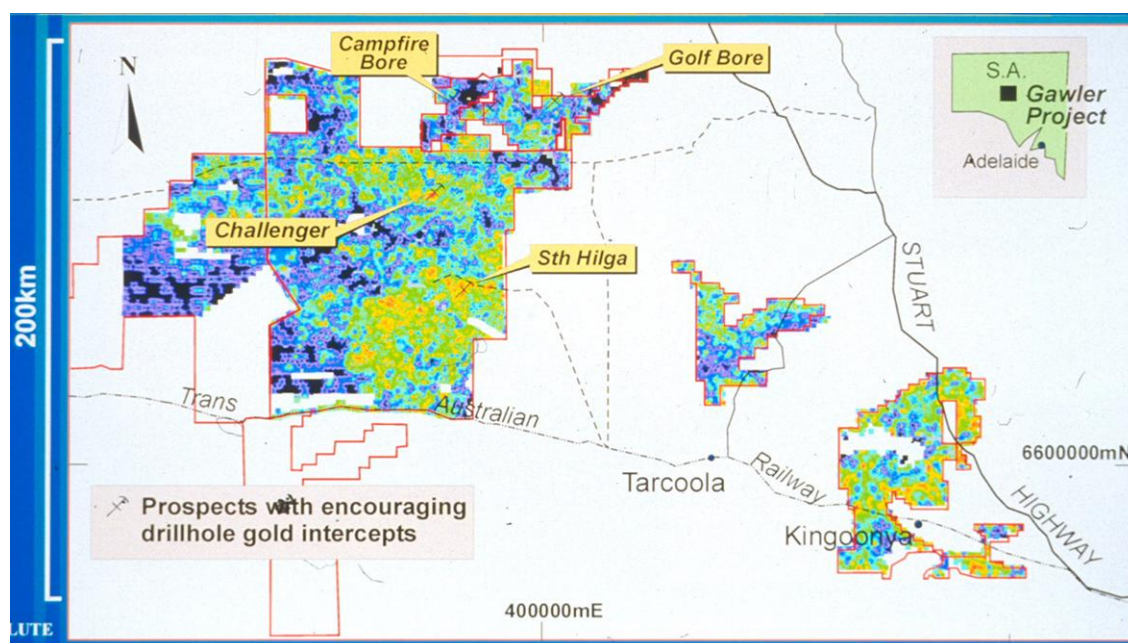 Campfire
Bore
Golf Bore
N
S.A.
Gawler
Project
Adelaide
Challenger
Sth Hilga
200km
STUART
HIGHWAY
Trans
Australian
Railway
Tarcoola
6600000mN
Kingoonya
Prospects with encouraging
drillhole gold intercepts
400000mE
LUTE